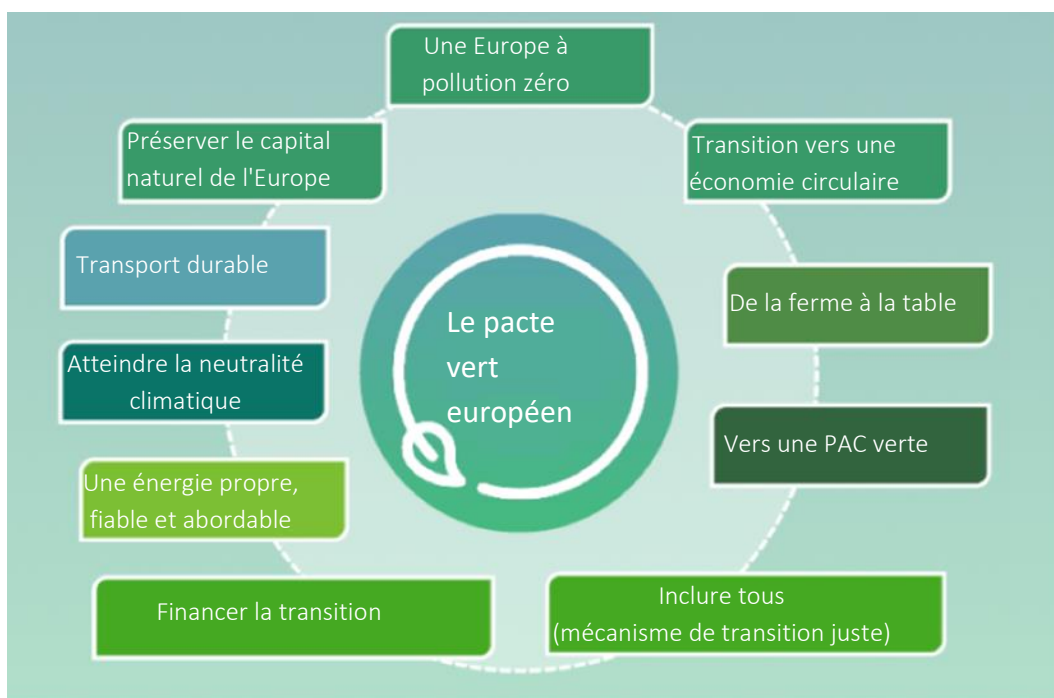 Une Europe à
pollution zéro
Préserver le capital
naturel de l'Europe
Transition vers une
économie circulaire
Transport durable
De la ferme à la table
Le pacte
vert
européen
Atteindre la neutralité
climatique
Vers une PAC verte
Une énergie propre,
fiable et abordable
Financer la transition
Inclure tous
(mécanisme de transition juste)